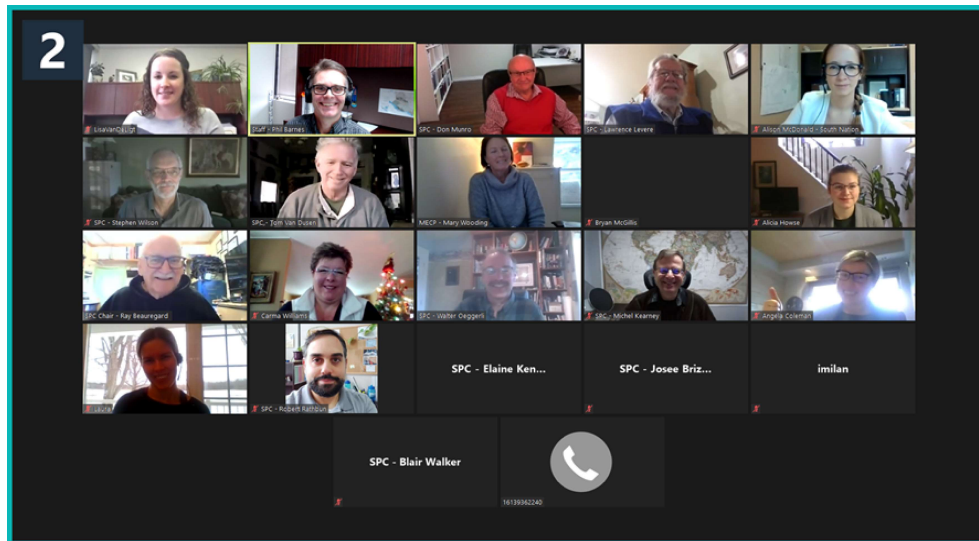 2
LisaVanDeLigt
Staff - Phil Barnes
SPC - Don Munro
SPC - Lawrence Levere
Alison McDonald - South Nation
SPC - Stephen Wilson
SPC - Tom Van Dusen
MECP - Mary Wooding
Bryan McGillis
Alicia Howse
SPC Chair - Ray Beauregard
Carma Williams
SPC - Walter Oeggerli
SPC - Michel Kearney
Angela Coleman
Laura
SPC - Robert Rathbun
SPC - Elaine Ken...
SPC - Josee Briz...
imilan
SPC - Blair Walker
16139362240